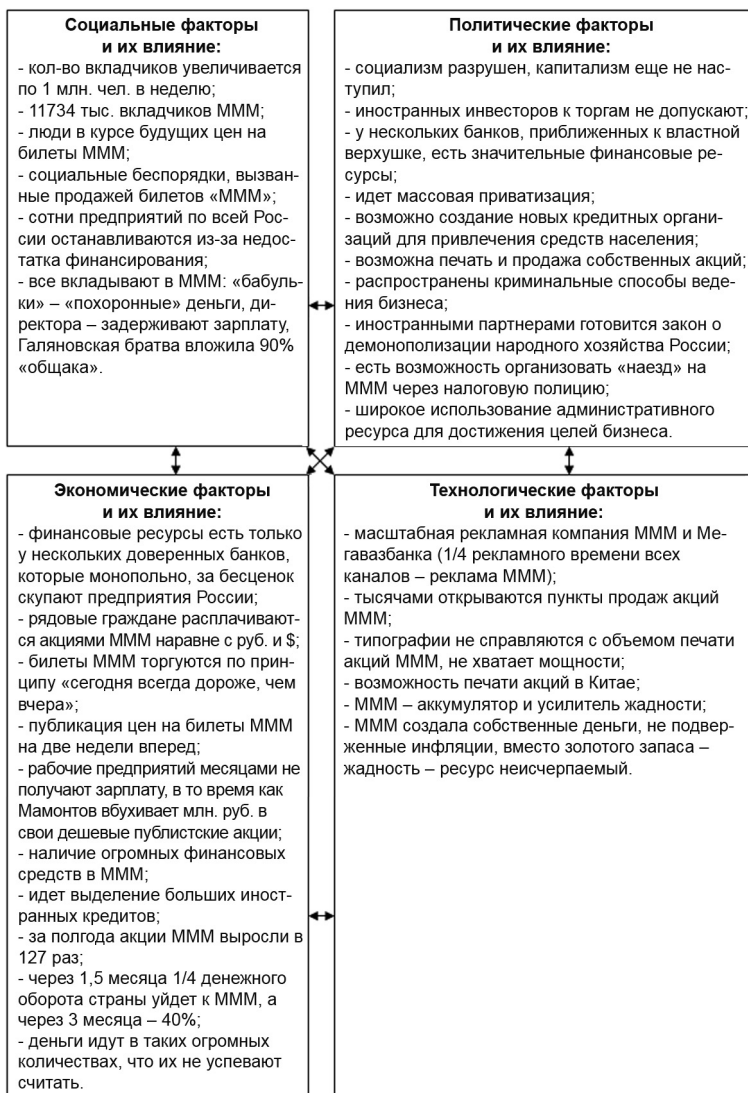 Социальные факторы
и их влияние:
- кол-во вкладчиков увеличивается
по 1 млн. чел. в неделю;
- 11734 тыс. вкладчиков МММ;
- люди в курсе будущих цен на
билеты МММ;
- социальные беспорядки, вызван-
ные продажей билетов «МММ»;
- сотни предприятий по всей Рос-
сии останавливаются из-за недос-
татка финансирования;
- все вкладывают в МММ: «бабуль-
ки» – «похоронные» деньги, ди-
ректора – задерживают зарплату,
Галяновская братва вложила 90%
«общака».
Политические факторы
и их влияние:
- социализм разрушен, капитализм еще не нас-
тупил;
- иностранных инвесторов к торгам не допускают;
- у нескольких банков, приближенных к властной
верхушке, есть значительные финансовые ре-
сурсы;
- идет массовая приватизация;
- возможно создание новых кредитных органи-
заций для привлечения средств населения;
- возможна печать и продажа собственных акций;
- распространены криминальные способы веде-
ния бизнеса;
- иностранными партнерами готовится закон о
демонополизации народного хозяйства России;
- есть возможность организовать «наезд» на
МММ через налоговую полицию;
- широкое использование административного
ресурса для достижения целей бизнеса.
Экономические факторы
и их влияние:
- финансовые ресурсы есть только
у нескольких доверенных банков,
которые монопольно, за бесценок
скупают предприятия России;
- рядовые граждане расплачивают-
ся акциями МММ наравне с руб. и $;
- билеты МММ торгуются по прин-
ципу «сегодня всегда дороже, чем
вчера»;
- публикация цен на билеты МММ
на две недели вперед;
- рабочие предприятий месяцами не
получают зарплату, в то время как
Мамонтов вбухивает млн. руб. в
свои дешевые публистские акции;
- наличие огромных финансовых
средств в МММ;
- идет выделение больших иност-
ранных кредитов;
- за полгода акции МММ выросли в
127 раз;
- через 1,5 месяца 1/4 денежного
оборота страны уйдет к МММ, а
через 3 месяца – 40%;
- деньги идут в таких огромных
количествах, что их не успевают
считать.
Технологические факторы
и их влияние:
- масштабная рекламная компания МММ и Ме-
гавазбанка (1/4 рекламного времени всех
каналов – реклама МММ);
- тысячами открываются пункты продаж акций
МММ;
- типографии не справляются с объемом печати
акций МММ, не хватает мощности;
- возможность печати акций в Китае;
- МММ – аккумулятор и усилитель жадности;
- МММ создала собственные деньги, не подвер-
женные инфляции, вместо золотого запаса –
жадность – ресурс неисчерпаемый.